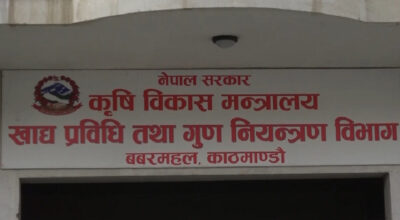 नेपाल सरकार
कृषि विकास मन्त्रालय
खाद्य प्रविधि तथा गुण नियन्त्रण विभाग
बबरमहल, काठमाण्डौ